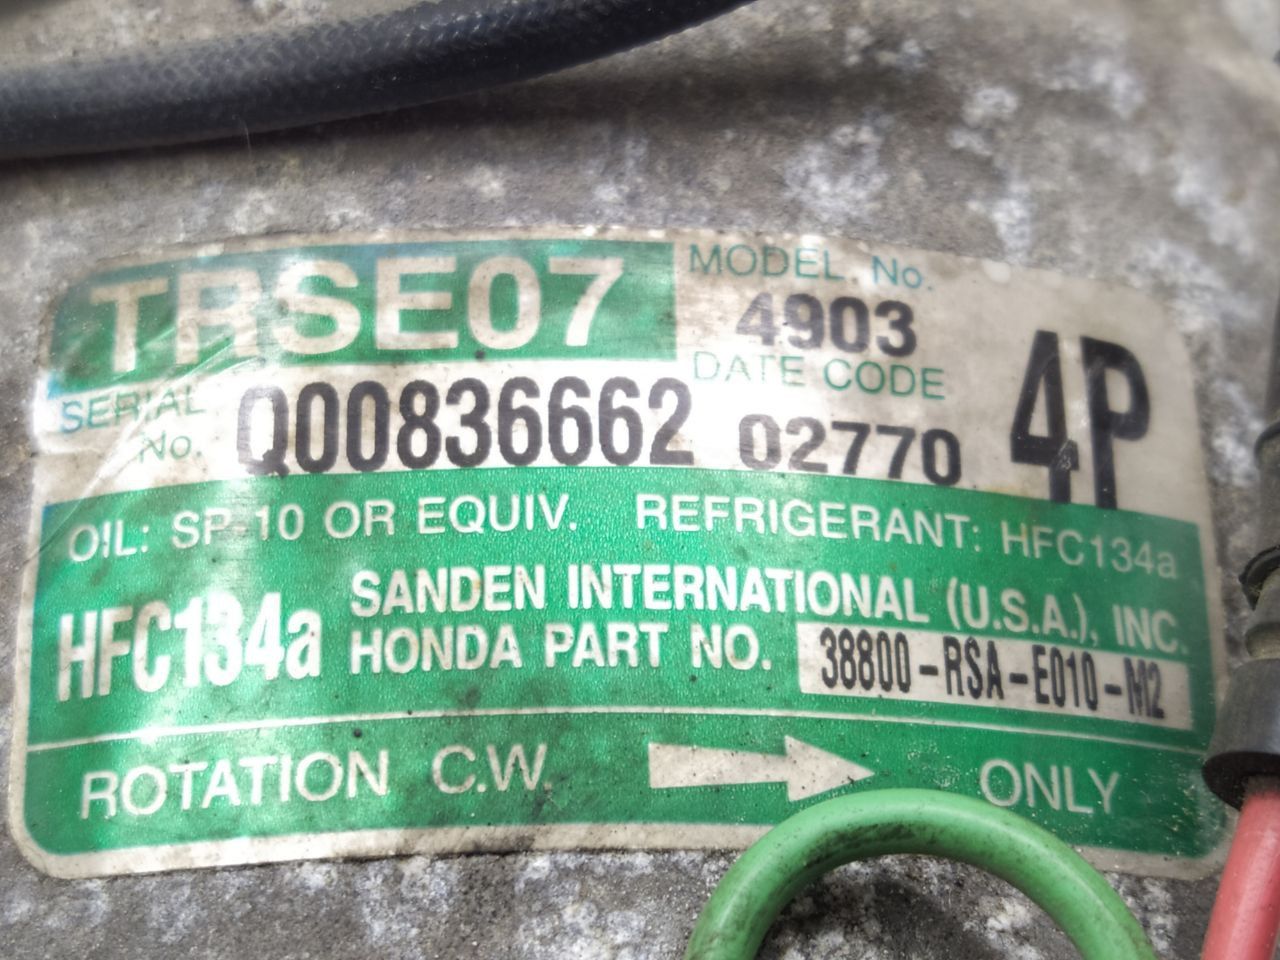 TRSE07
MODEL No.
4903
DATE CODE
02770
4P
SERIAL No. Q00836662
OIL: SP-10 OR EQUIV. REFRIGERANT: HFC134a
HFC134a
SANDEN INTERNATIONAL (U.S.A.), INC.
HONDA PART NO. 38800-RSA-E010-M2
ROTATION C.W. ONLY